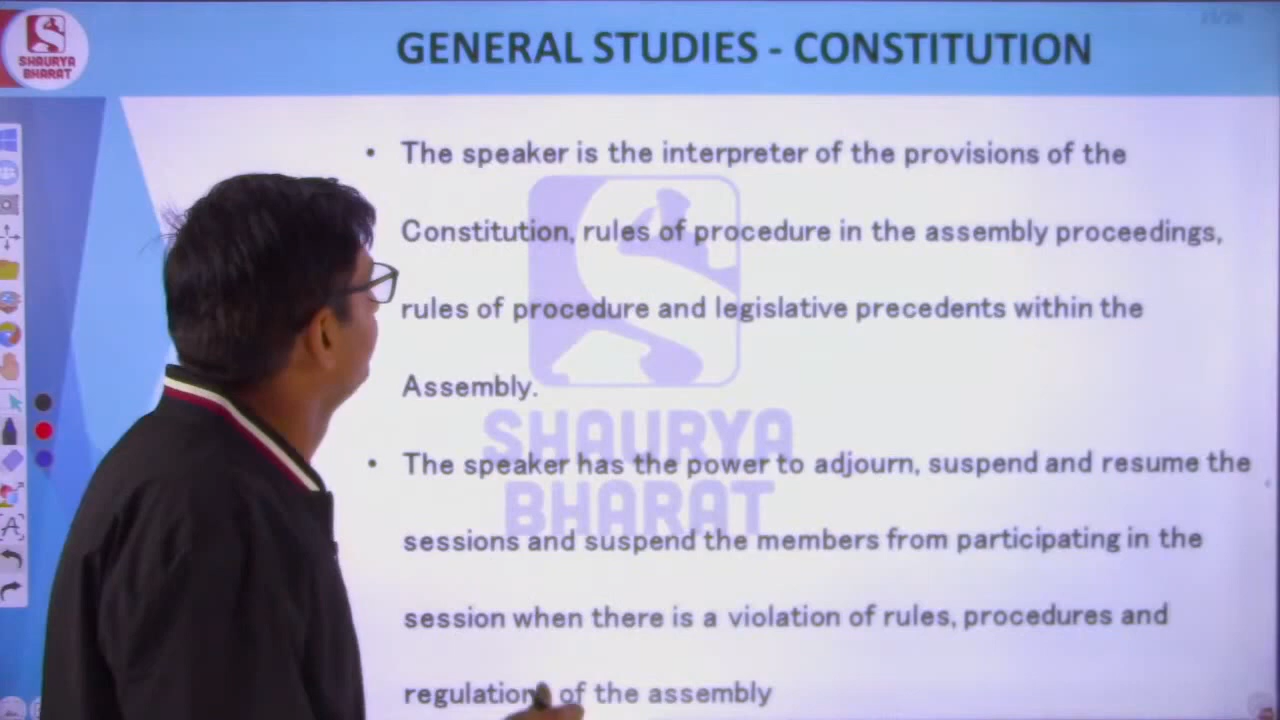 SHAURYA
BHARAT
GENERAL STUDIES - CONSTITUTION
• The speaker is the interpreter of the provisions of the
Constitution, rules of procedure in the assembly proceedings,
rules of procedure and legislative precedents within the
Assembly.
• The speaker has the power to adjourn, suspend and resume the
sessions and suspend the members from participating in the
session when there is a violation of rules, procedures and
regulations of the assembly
SHAURYA
BHARAT